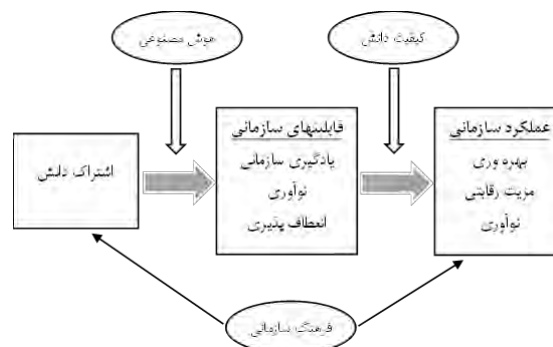 هوش مصنوعی
کیفیت دانش
اشتراک دانش
قابلیتهای سازمانی
یادگیری سازمانی
نوآوری
انعطاف پذیری
عملکرد سازمانی
بهره وری
مزیت رقابتی
نوآوری
فرهنگ سازمانی